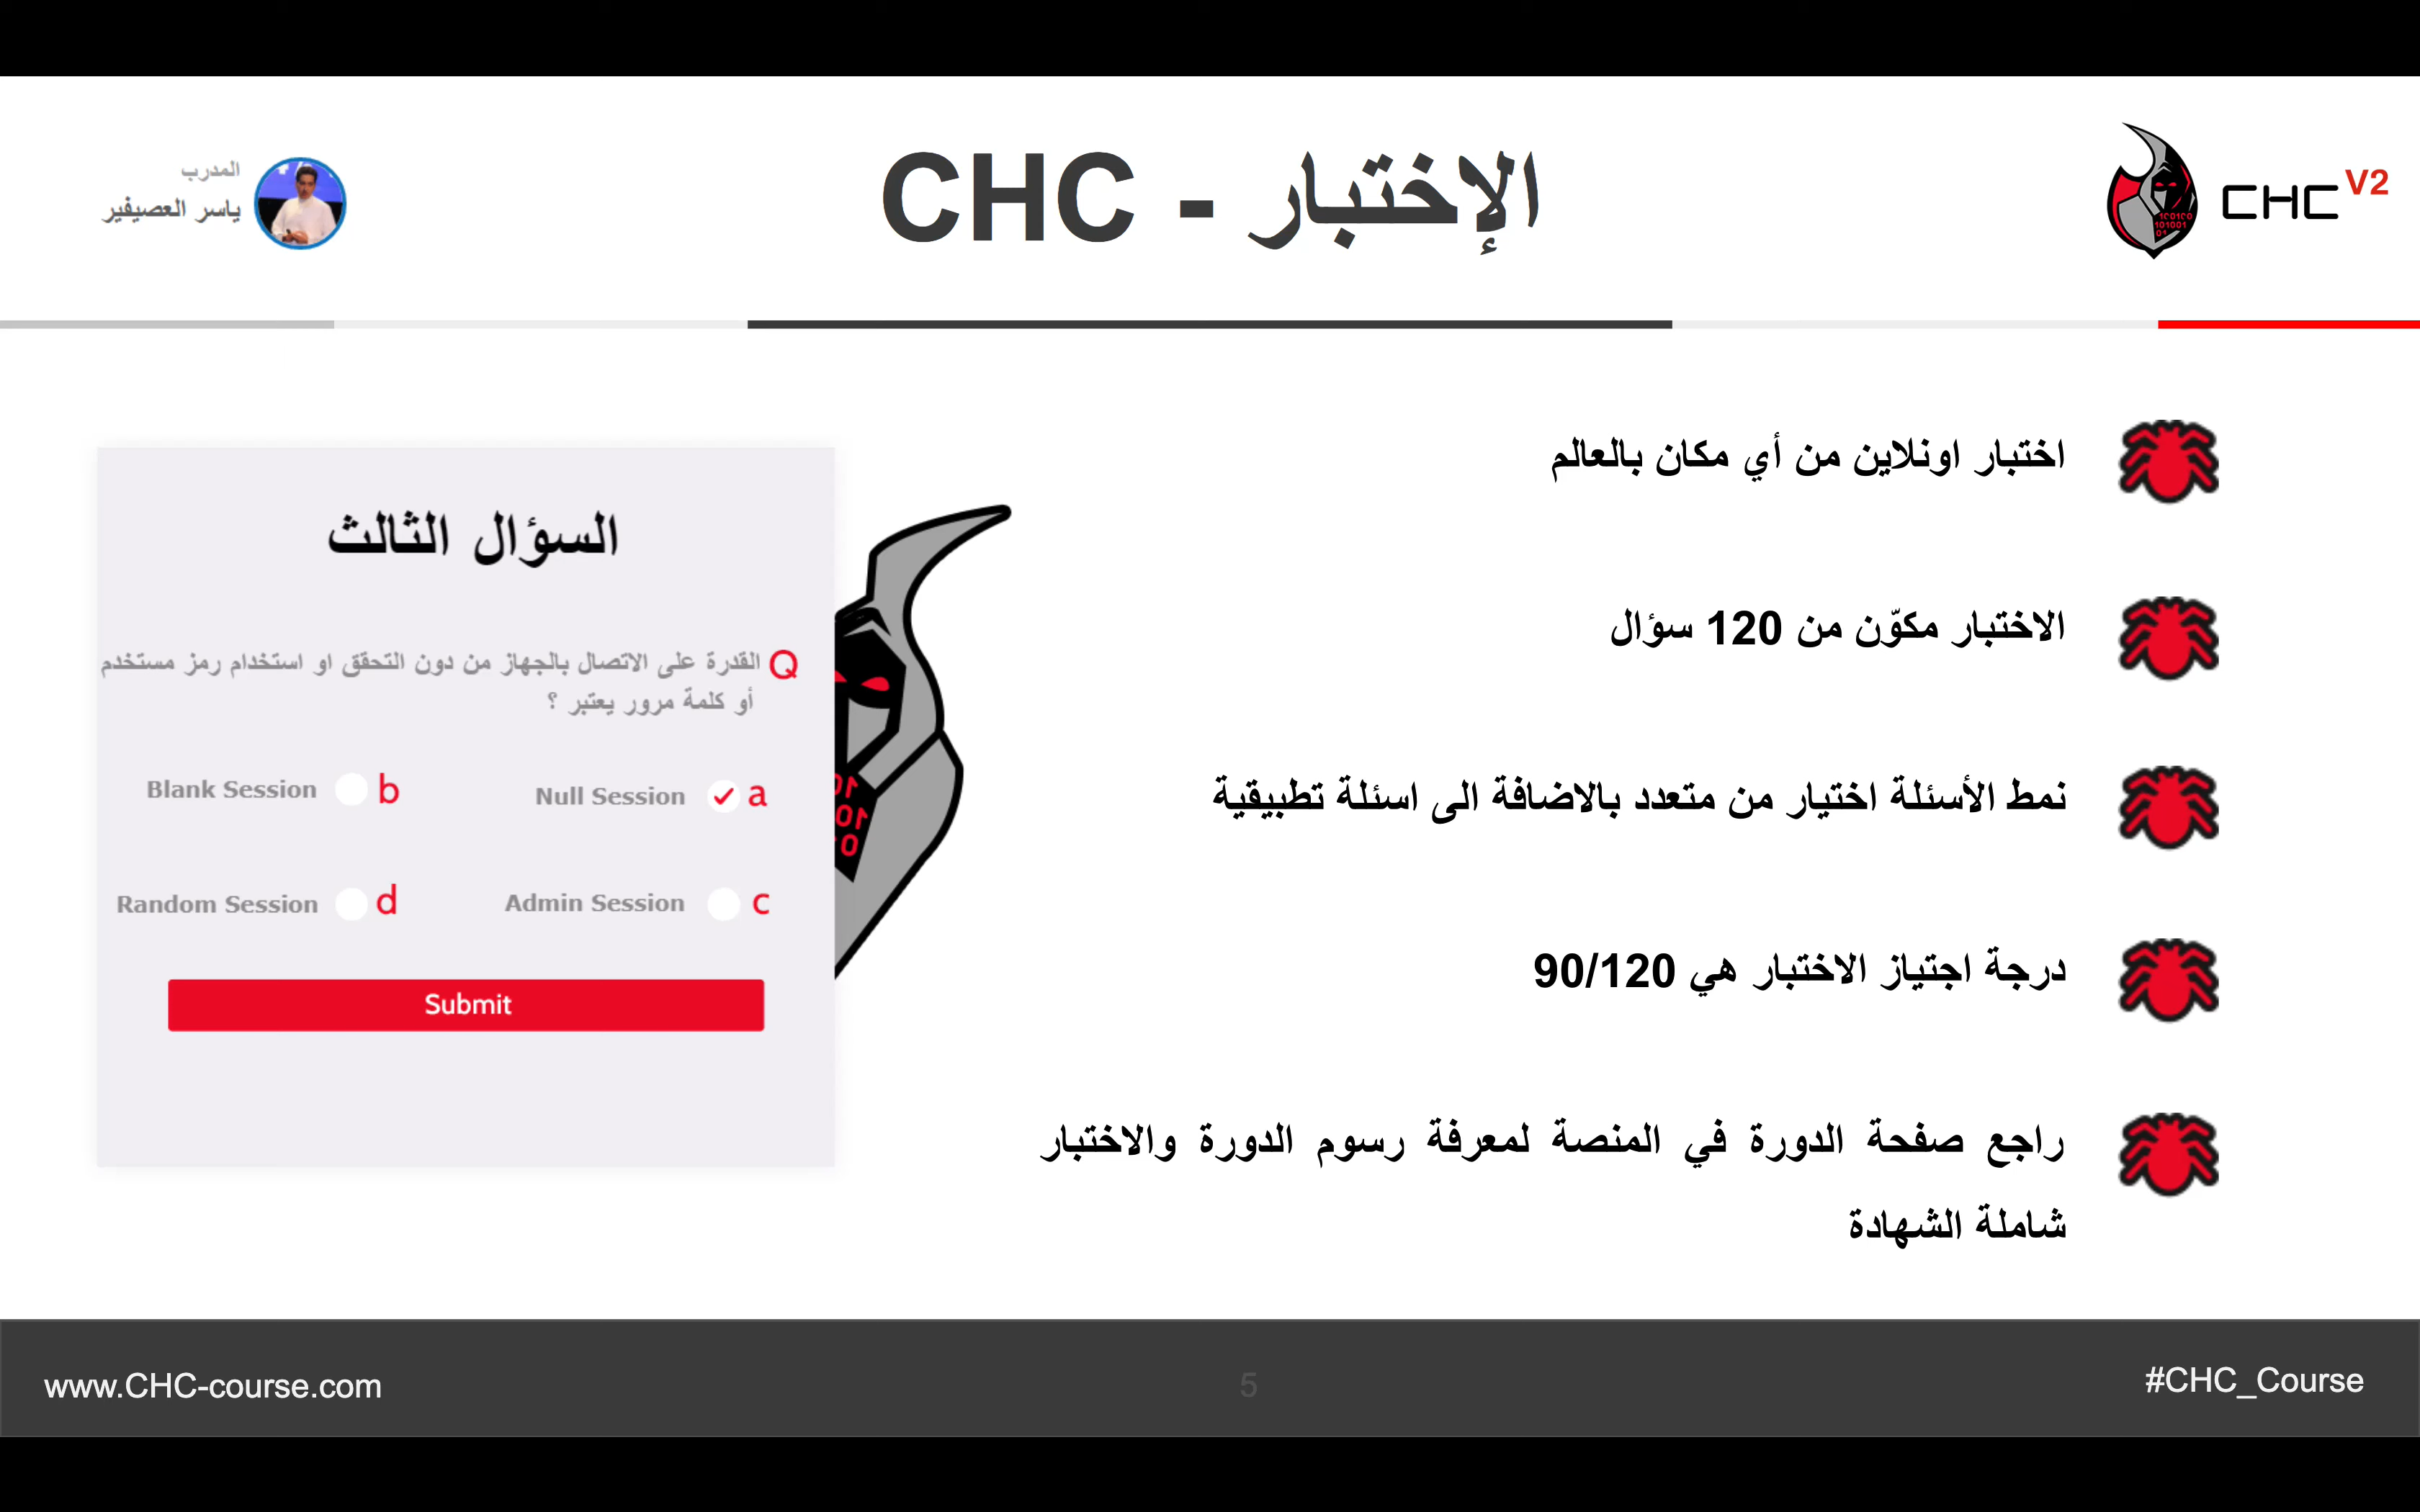 CHC V2
الإختبار - CHC
المدرب
ياسر العصيفير
اختبار اونلاين من أي مكان بالعالم
الاختبار مكوّن من 120 سؤال
نمط الأسئلة اختيار من متعدد بالاضافة الى اسئلة تطبيقية
درجة اجتياز الاختبار هي 90/120
راجع صفحة الدورة في المنصة لمعرفة رسوم الدورة والاختبار
شاملة الشهادة
السؤال الثالث
Q القدرة على الاتصال بالجهاز من دون التحقق او استخدام رمز مستخدم
أو كلمة مرور يعتبر ؟
a Null Session
b Blank Session
c Admin Session
d Random Session
Submit
www.CHC-course.com
5
#CHC_Course